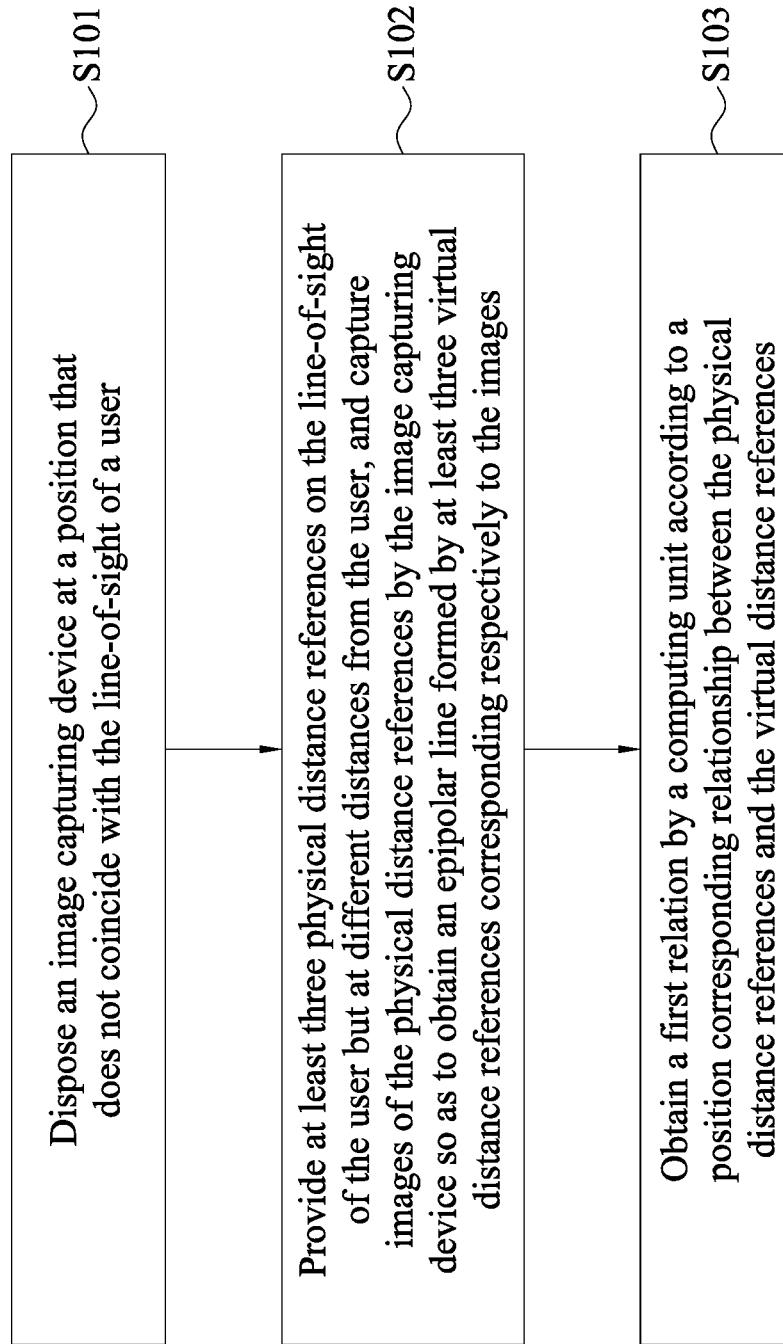 Dispose an image capturing device at a position that
does not coincide with the line-of-sight of a user
S101
Provide at least three physical distance references on the line-of-sight
of the user but at different distances from the user, and capture
images of the physical distance references by the image capturing
device so as to obtain an epipolar line formed by at least three virtual
distance references corresponding respectively to the images
S102
Obtain a first relation by a computing unit according to a
position corresponding relationship between the physical
distance references and the virtual distance references
S103